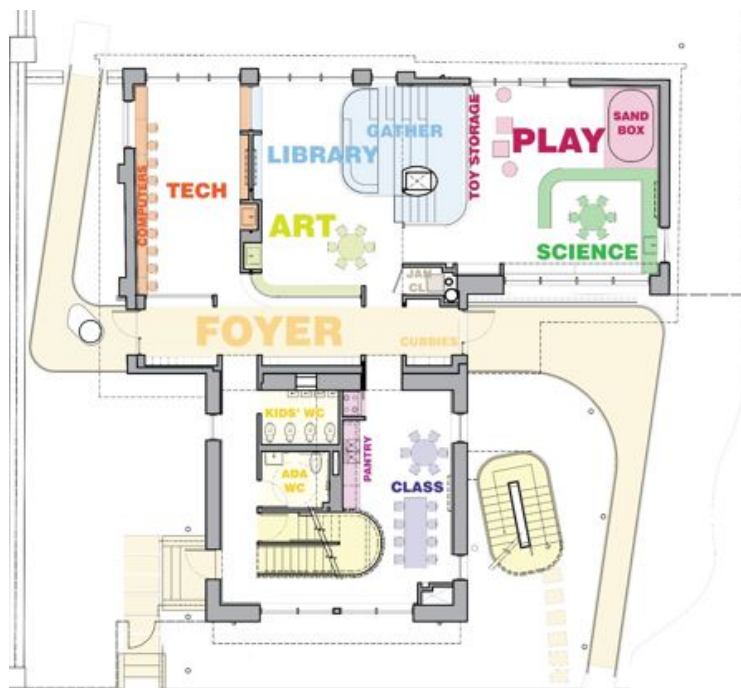 GATHER
LIBRARY
TOY STORAGE
PLAY
SAND
BOX
COMPUTERS
TECH
ART
SCIENCE
JAN
CL
FOYER
CUBBIES
KIDS' WC
PANTRY
ADA
WC
CLASS